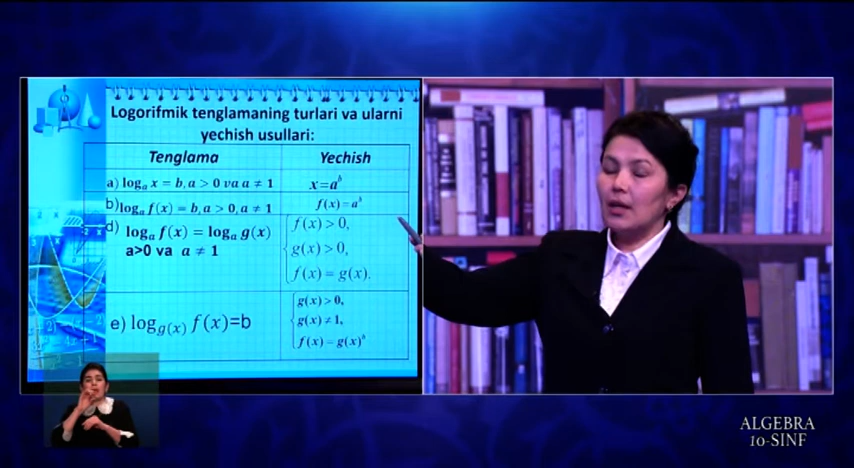 Logorifmik tenglamaning turlari va ularni
yechish usullari:
Tenglama
Yechish
a) logₐ x = b, a > 0 va a ≠ 1
x=aᵇ
b) logₐ f(x) = b, a > 0, a ≠ 1
f(x) = aᵇ
d) logₐ f(x) = logₐ g(x)
a>0 va a ≠ 1
f(x) > 0,
g(x) > 0,
f(x) = g(x).
e) log_g(x) f(x)=b
g(x) > 0,
g(x) ≠ 1,
f(x) = g(x)ᵇ
ALGEBRA
10-SINF